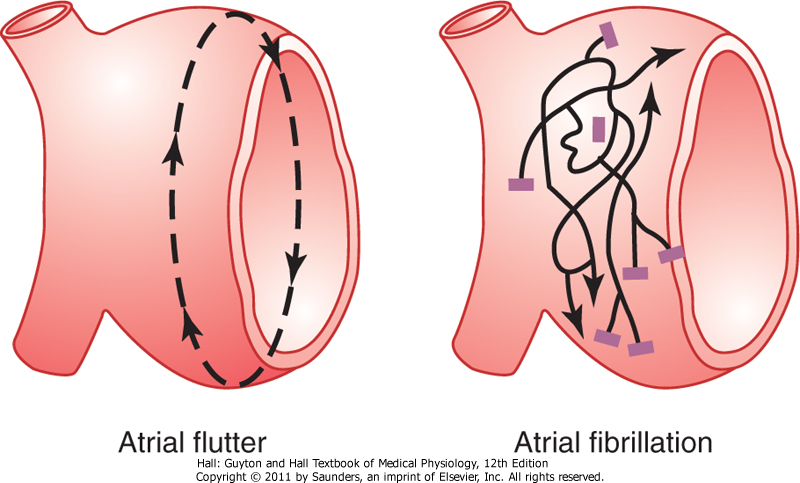 Atrial flutter
Atrial fibrillation
Hall: Guyton and Hall Textbook of Medical Physiology, 12th Edition
Copyright © 2011 by Saunders, an imprint of Elsevier, Inc. All rights reserved.